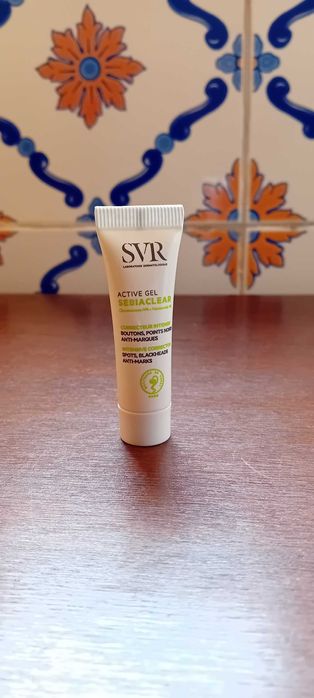 SVR
LABORATOIRE DERMATOLOGIQUE
ACTIVE GEL
SEBIACLEAR
CORRECTEUR INTENSIF
BOUTONS, POINTS NOIRS
ANTI-MARQUES
INTENSIVE CORRECTOR
SPOTS, BLACKHEADS
ANTI-MARKS